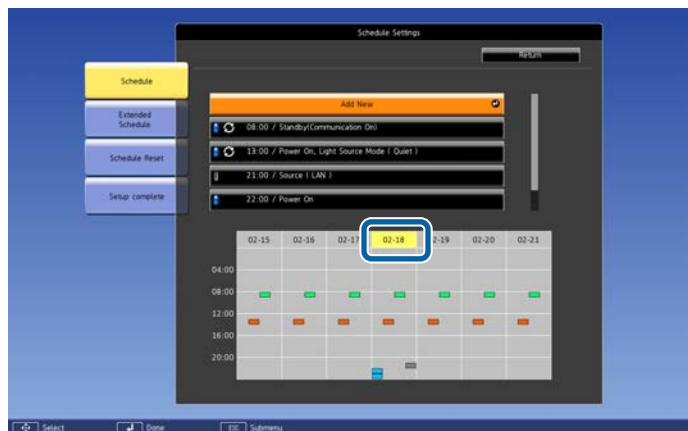 Schedule Settings
Return
Schedule
Extended
Schedule
Schedule Reset
Setup complete
Add New
08:00 / Standby(Communication On)
13:00 / Power On, Light Source Mode ( Quiet )
21:00 / Source ( LAN )
22:00 / Power On
02-15 02-16 02-17 02-18 2-19 02-20 02-21
04:00
08:00
12:00
16:00
20:00
Select Done Esc Submenu